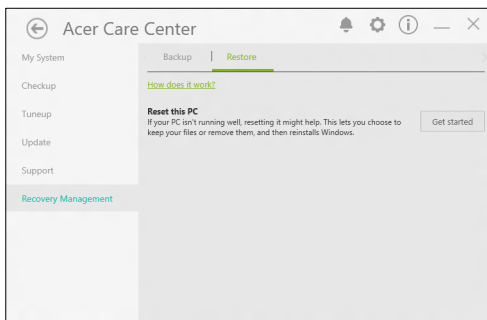 Acer Care Center
My System
Checkup
Tuneup
Update
Support
Recovery Management
Backup
Restore
How does it work?
Reset this PC
If your PC isn't running well, resetting it might help. This lets you choose to
keep your files or remove them, and then reinstalls Windows.
Get started